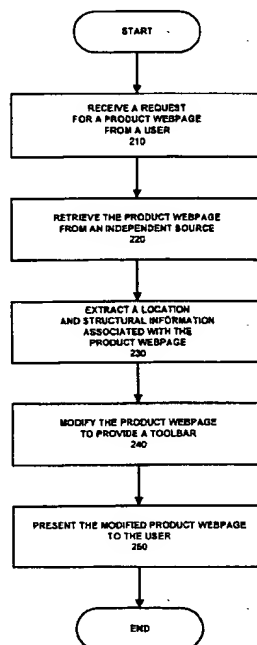 START
RECEIVE A REQUEST
FOR A PRODUCT WEBPAGE
FROM A USER
210
RETRIEVE THE PRODUCT WEBPAGE
FROM AN INDEPENDENT SOURCE
220
EXTRACT A LOCATION
AND STRUCTURAL INFORMATION
ASSOCIATED WITH THE
PRODUCT WEBPAGE
230
MODIFY THE PRODUCT WEBPAGE
TO PROVIDE A TOOLBAR
240
PRESENT THE MODIFIED PRODUCT WEBPAGE
TO THE USER
250
END